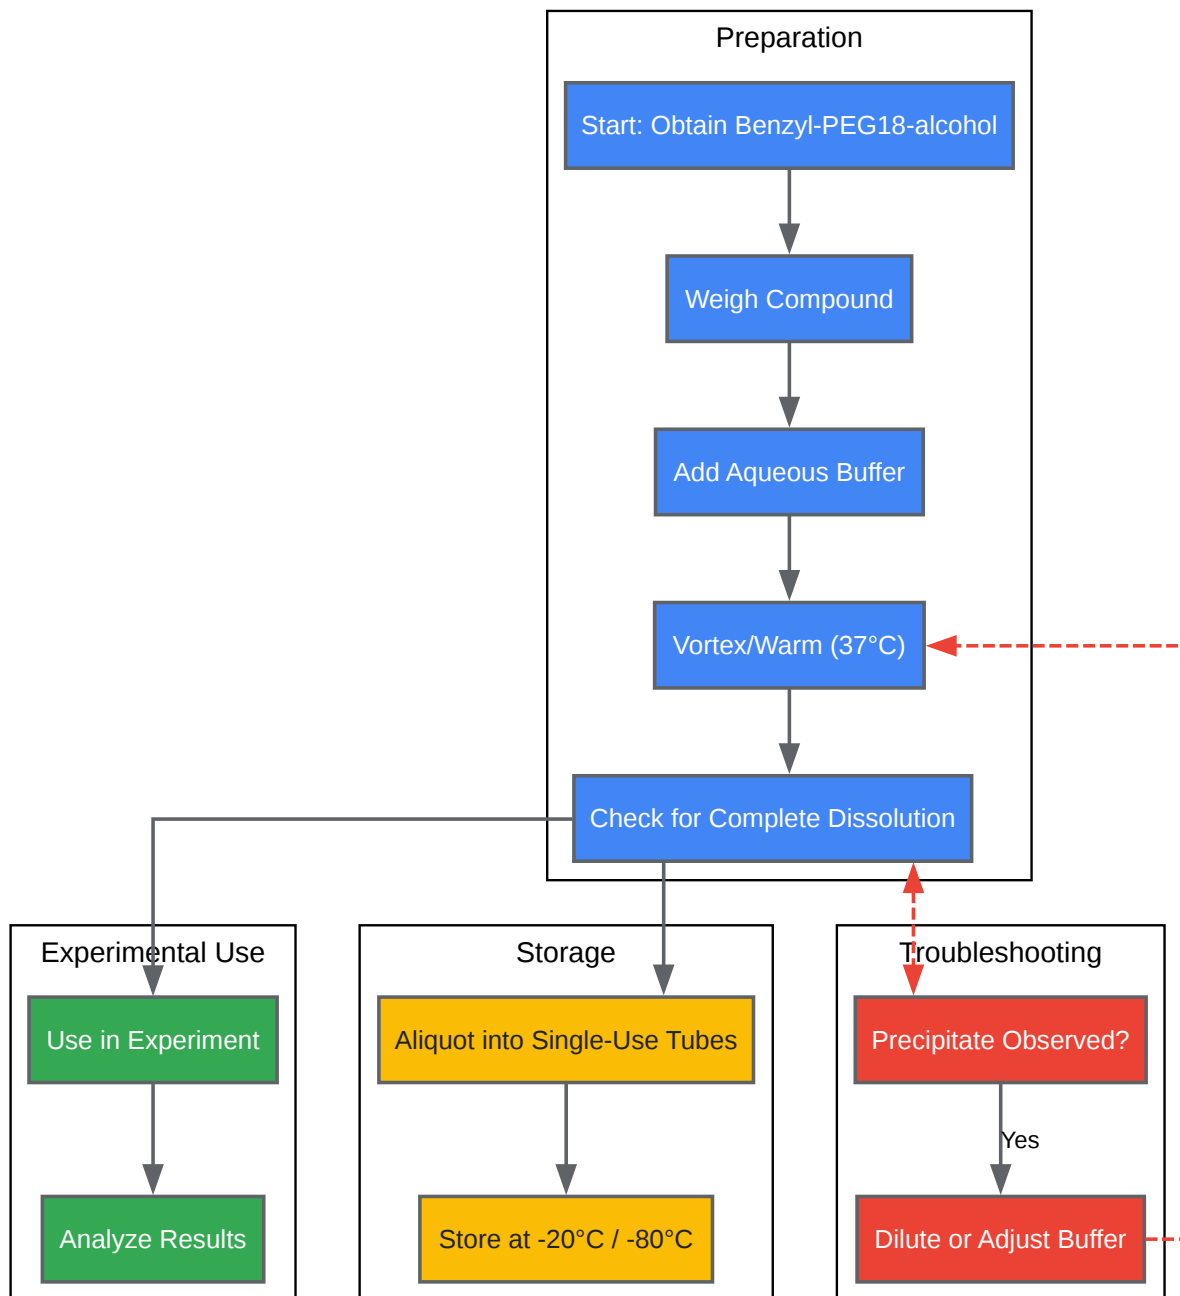 Preparation
Start: Obtain Benzyl-PEG18-alcohol
Weigh Compound
Add Aqueous Buffer
Vortex/Warm (37°C)
Check for Complete Dissolution
Experimental Use
Use in Experiment
Analyze Results
Storage
Aliquot into Single-Use Tubes
Store at -20°C / -80°C
Troubleshooting
Precipitate Observed?
Yes
Dilute or Adjust Buffer